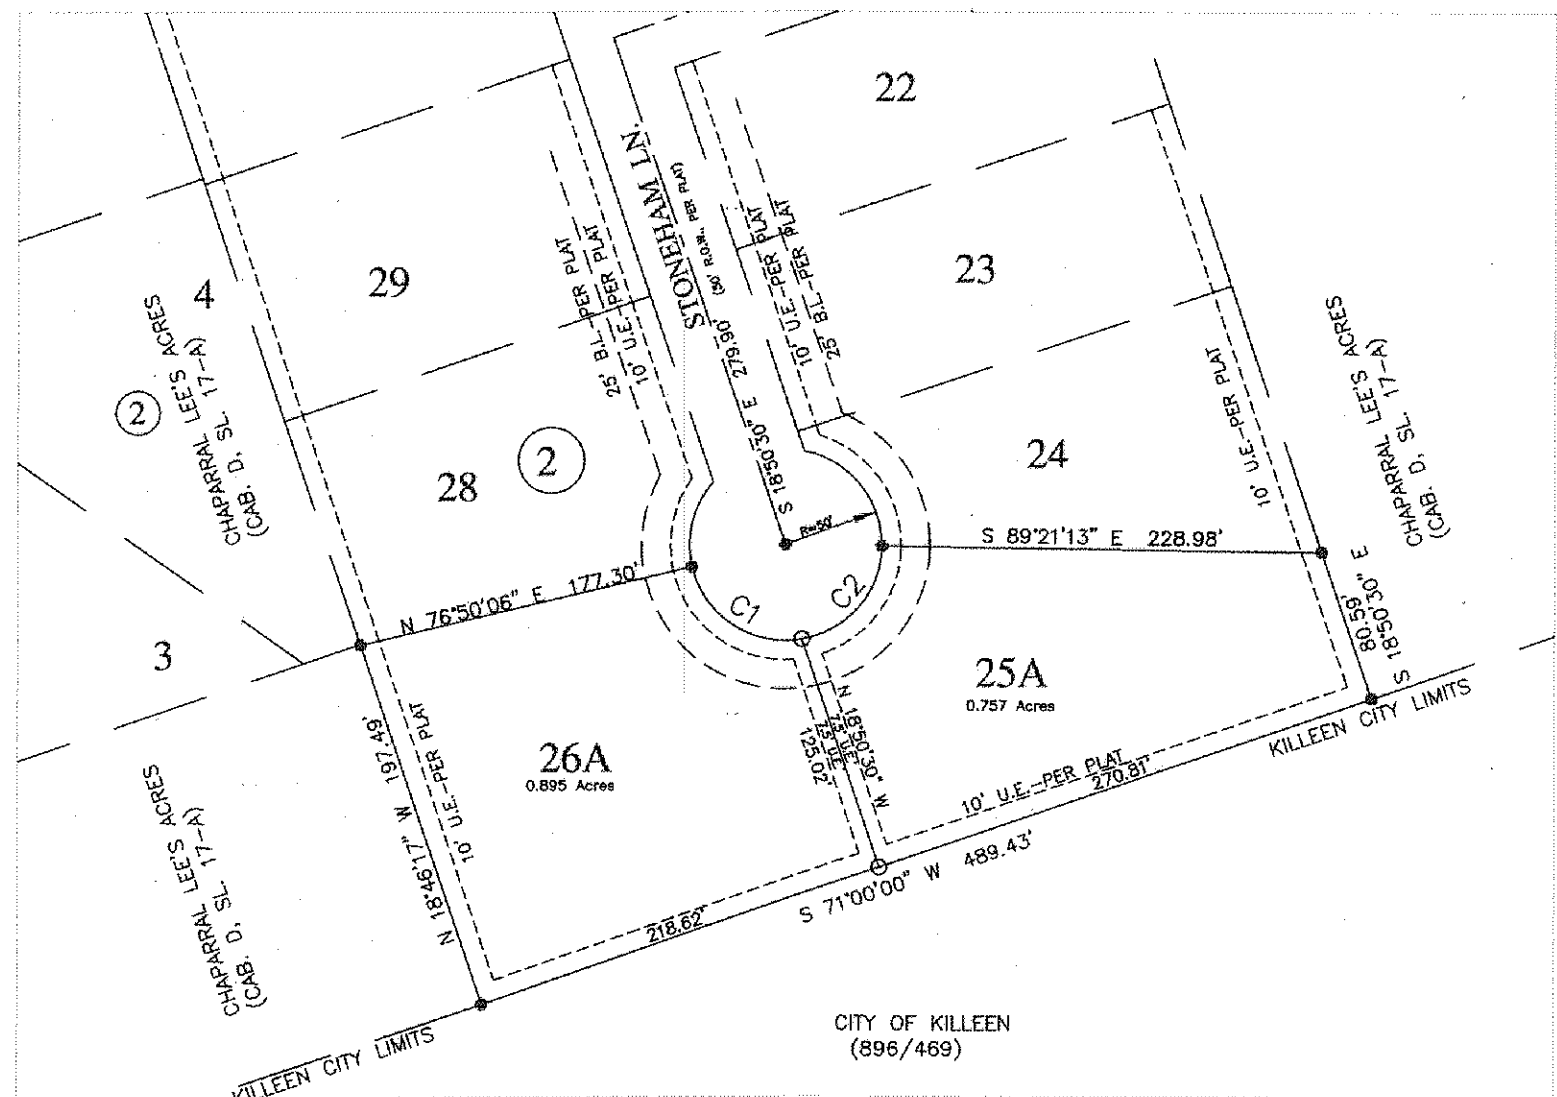 22
STONEHAM LN.
(50' R.O.W., PER PLAT)
S 18°50'30" E 279.90'
10' U.E.-PER PLAT
25' B.L.-PER PLAT
25' B.L.-PER PLAT
10' U.E.-PER PLAT
29
4
23
CHAPARRAL LEE'S ACRES
(CAB. D, SL. 17-A)
2
28
2
24
10' U.E.-PER PLAT
CHAPARRAL LEE'S ACRES
(CAB. D, SL. 17-A)
R=50'
S 89°21'13" E 228.98'
N 76°50'06" E 177.30'
C1
C2
3
80.59'
S 18°50'30" E
25A
0.757 Acres
N 18°50'30" W
7.5' U.E
7.5' U.E
125.02'
KILLEEN CITY LIMITS
26A
0.895 Acres
10' U.E.-PER PLAT
N 18°46'17" W 197.49'
10' U.E.-PER PLAT
270.81'
CHAPARRAL LEE'S ACRES
(CAB. D, SL. 17-A)
S 71°00'00" W 489.43'
218.62'
KILLEEN CITY LIMITS
CITY OF KILLEEN
(896/469)